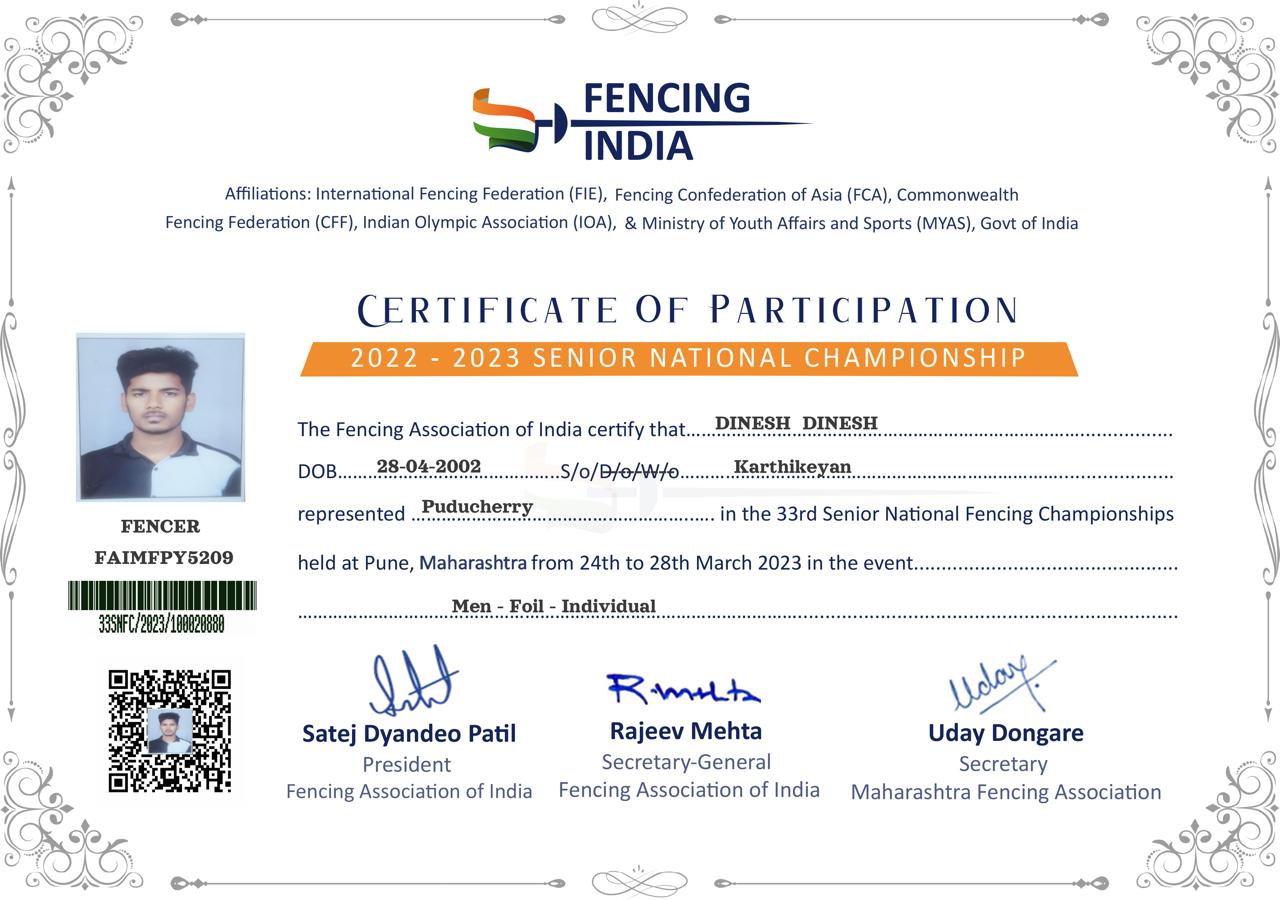 FENCING
INDIA
Affiliations: International Fencing Federation (FIE), Fencing Confederation of Asia (FCA), Commonwealth
Fencing Federation (CFF), Indian Olympic Association (IOA), & Ministry of Youth Affairs and Sports (MYAS), Govt of India
CERTIFICATE OF PARTICIPATION
2022 - 2023 SENIOR NATIONAL CHAMPIONSHIP
The Fencing Association of India certify that DINESH DINESH
DOB 28-04-2002 S/o/D/o/W/o Karthikeyan
represented Puducherry in the 33rd Senior National Fencing Championships
held at Pune, Maharashtra from 24th to 28th March 2023 in the event
Men - Foil - Individual
FENCER
FAIMFPY5209
33SNFC/2023/100020880
R.mehta
Uday
Satej Dyandeo Patil
President
Fencing Association of India
Rajeev Mehta
Secretary-General
Fencing Association of India
Uday Dongare
Secretary
Maharashtra Fencing Association